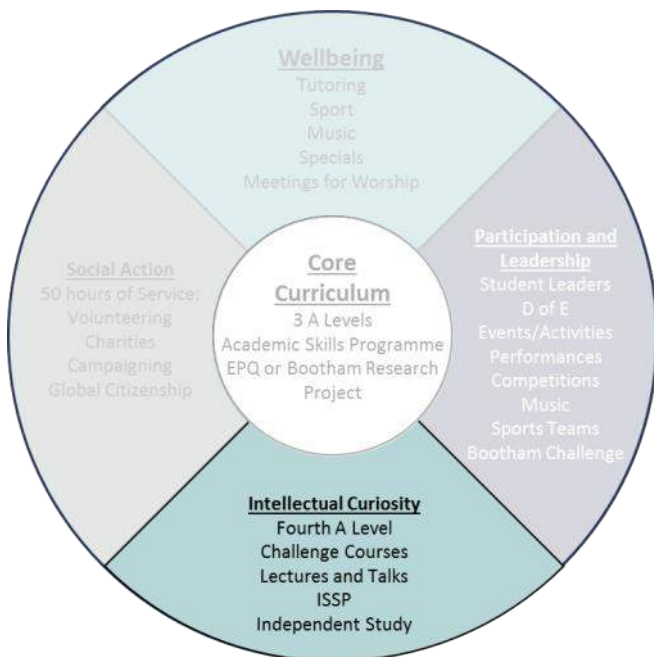 Wellbeing
Tutoring
Sport
Music
Specials
Meetings for Worship
Social Action
50 hours of Service:
Volunteering
Charities
Campaigning
Global Citizenship
Core
Curriculum
3 A Levels
Academic Skills Programme
EPQ or Bootham Research
Project
Participation and
Leadership
Student Leaders
D of E
Events/Activities
Performances
Competitions
Music
Sports Teams
Bootham Challenge
Intellectual Curiosity
Fourth A Level
Challenge Courses
Lectures and Talks
ISSP
Independent Study